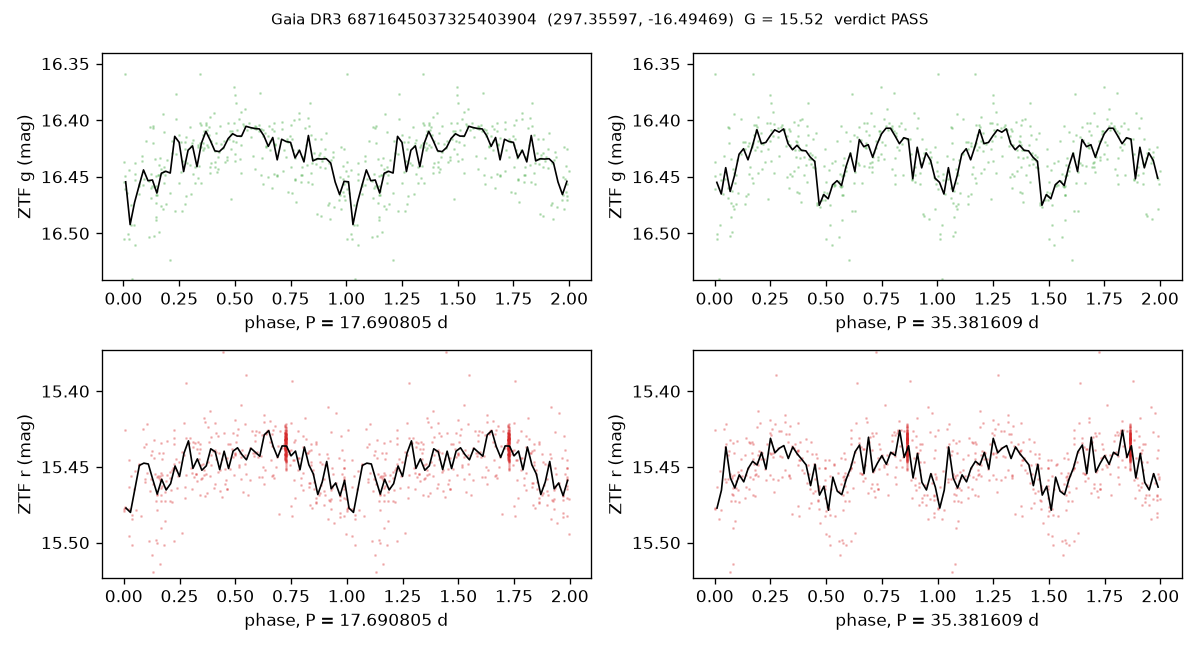 Gaia DR3 6871645037325403904  (297.35597, -16.49469)  G = 15.52  verdict PASS
16.35
16.40
16.45
16.50
ZTF g (mag)
0.00 0.25 0.50 0.75 1.00 1.25 1.50 1.75 2.00
phase, P = 17.690805 d
16.35
16.40
16.45
16.50
ZTF g (mag)
0.00 0.25 0.50 0.75 1.00 1.25 1.50 1.75 2.00
phase, P = 35.381609 d
15.40
15.45
15.50
ZTF r (mag)
0.00 0.25 0.50 0.75 1.00 1.25 1.50 1.75 2.00
phase, P = 17.690805 d
15.40
15.45
15.50
ZTF r (mag)
0.00 0.25 0.50 0.75 1.00 1.25 1.50 1.75 2.00
phase, P = 35.381609 d